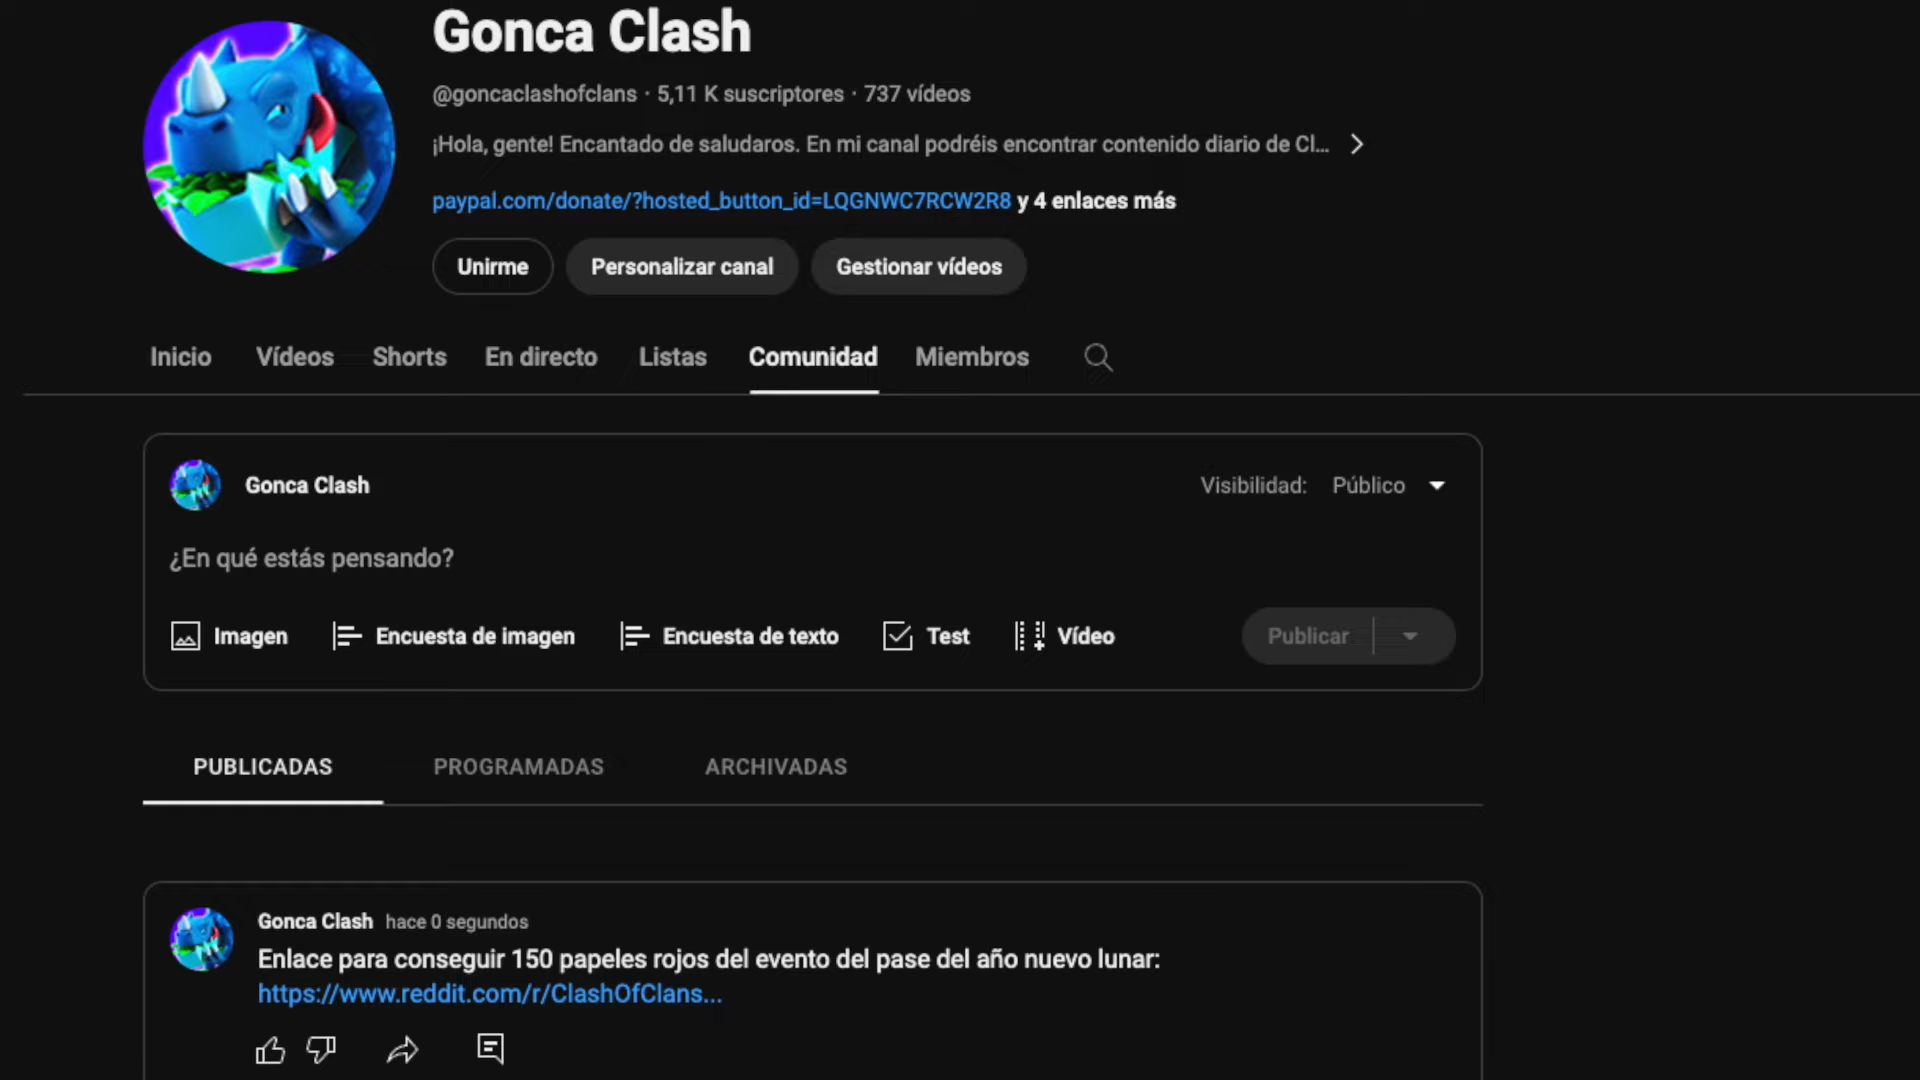 Gonca Clash
@goncaclashofclans · 5,11 K suscriptores · 737 vídeos
¡Hola, gente! Encantado de saludaros. En mi canal podréis encontrar contenido diario de Cl...
paypal.com/donate/?hosted_button_id=LQGNWC7RCW2R8 y 4 enlaces más
Unirme Personalizar canal Gestionar vídeos
Inicio Vídeos Shorts En directo Listas Comunidad Miembros
Gonca Clash Visibilidad: Público
¿En qué estás pensando?
Imagen Encuesta de imagen Encuesta de texto Test Vídeo Publicar
PUBLICADAS PROGRAMADAS ARCHIVADAS
Gonca Clash hace 0 segundos
Enlace para conseguir 150 papeles rojos del evento del pase del año nuevo lunar:
https://www.reddit.com/r/ClashOfClans...